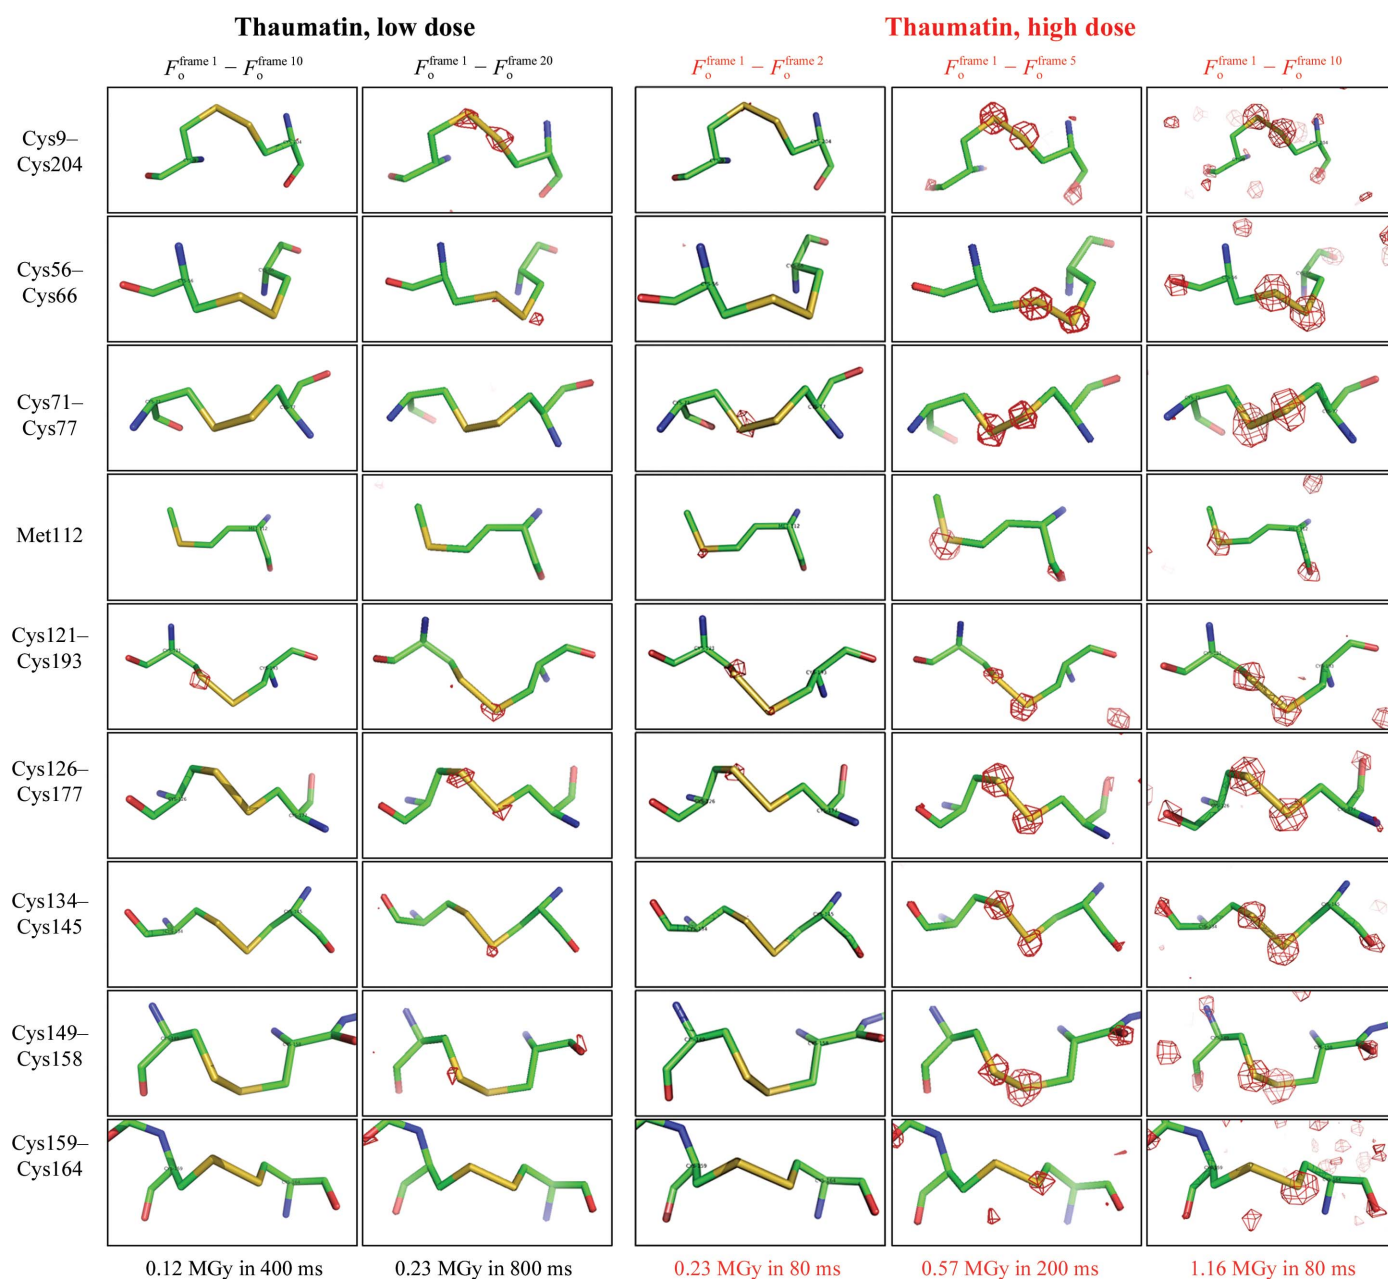 Thaumatin, low dose
Thaumatin, high dose
F_o^frame 1 − F_o^frame 10
F_o^frame 1 − F_o^frame 20
F_o^frame 1 − F_o^frame 2
F_o^frame 1 − F_o^frame 5
F_o^frame 1 − F_o^frame 10
Cys9–
Cys204
Cys56–
Cys66
Cys71–
Cys77
Met112
Cys121–
Cys193
Cys126–
Cys177
Cys134–
Cys145
Cys149–
Cys158
Cys159–
Cys164
0.12 MGy in 400 ms
0.23 MGy in 800 ms
0.23 MGy in 80 ms
0.57 MGy in 200 ms
1.16 MGy in 80 ms